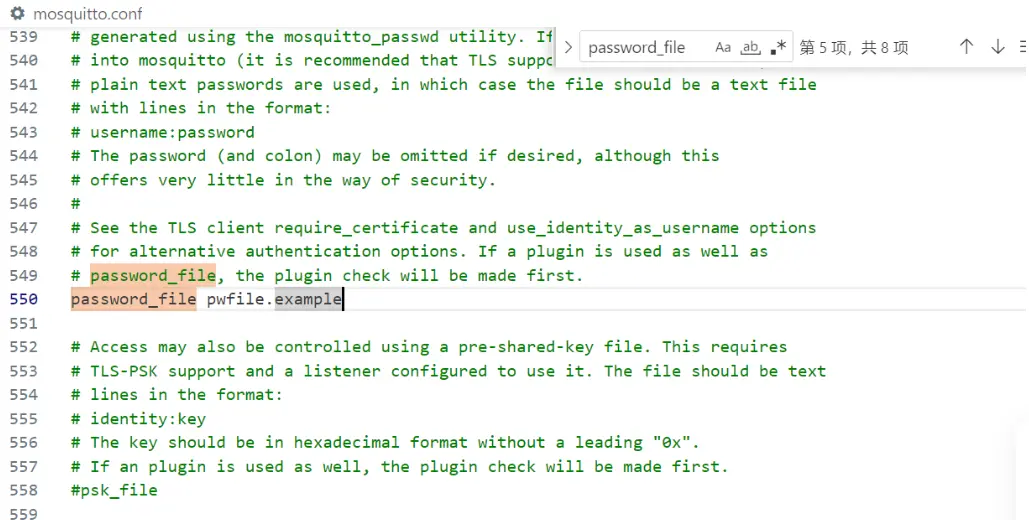 mosquitto.conf
password_file Aa ab .* 第 5 项，共 8 项
539 # generated using the mosquitto_passwd utility. If
540 # into mosquitto (it is recommended that TLS supp
541 # plain text passwords are used, in which case the file should be a text file
542 # with lines in the format:
543 # username:password
544 # The password (and colon) may be omitted if desired, although this
545 # offers very little in the way of security.
546 #
547 # See the TLS client require_certificate and use_identity_as_username options
548 # for alternative authentication options. If a plugin is used as well as
549 # password_file, the plugin check will be made first.
550 password_file pwfile.example
551
552 # Access may also be controlled using a pre-shared-key file. This requires
553 # TLS-PSK support and a listener configured to use it. The file should be text
554 # lines in the format:
555 # identity:key
556 # The key should be in hexadecimal format without a leading "0x".
557 # If an plugin is used as well, the plugin check will be made first.
558 #psk_file
559